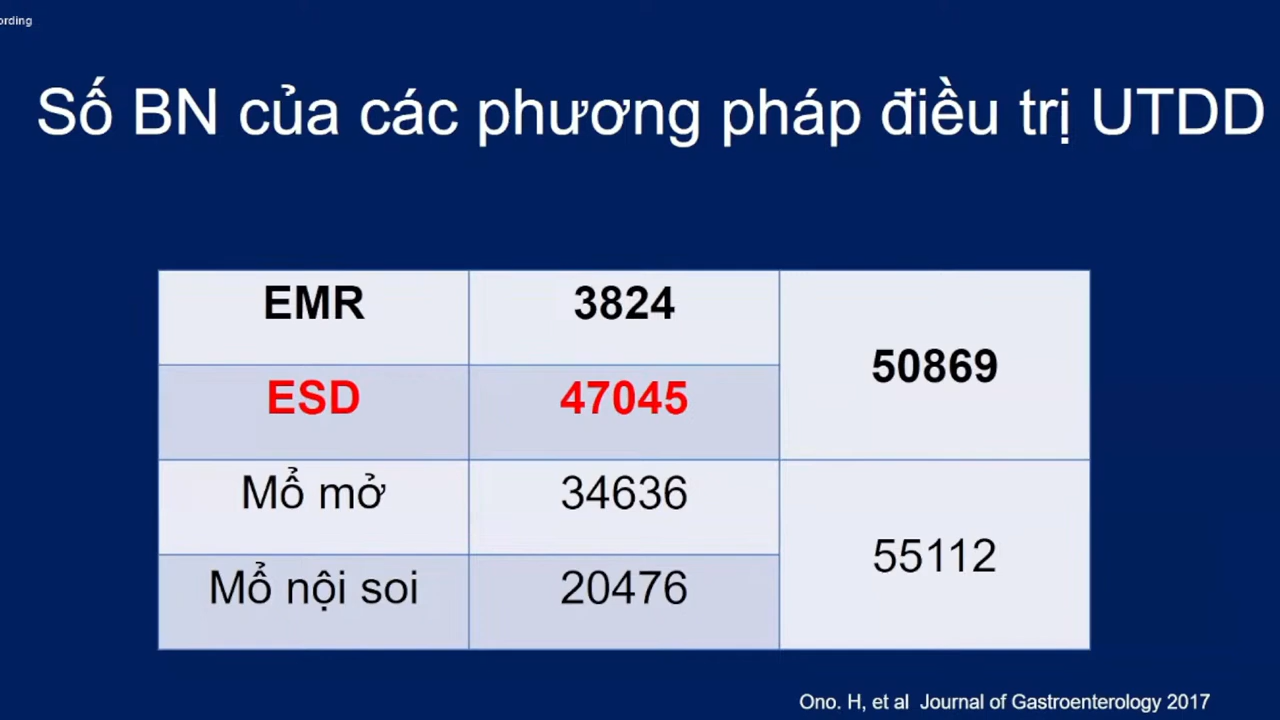 ording
Số BN của các phương pháp điều trị UTDD
EMR 3824
50869
ESD 47045
Mổ mở 34636
55112
Mổ nội soi 20476
Ono. H, et al Journal of Gastroenterology 2017